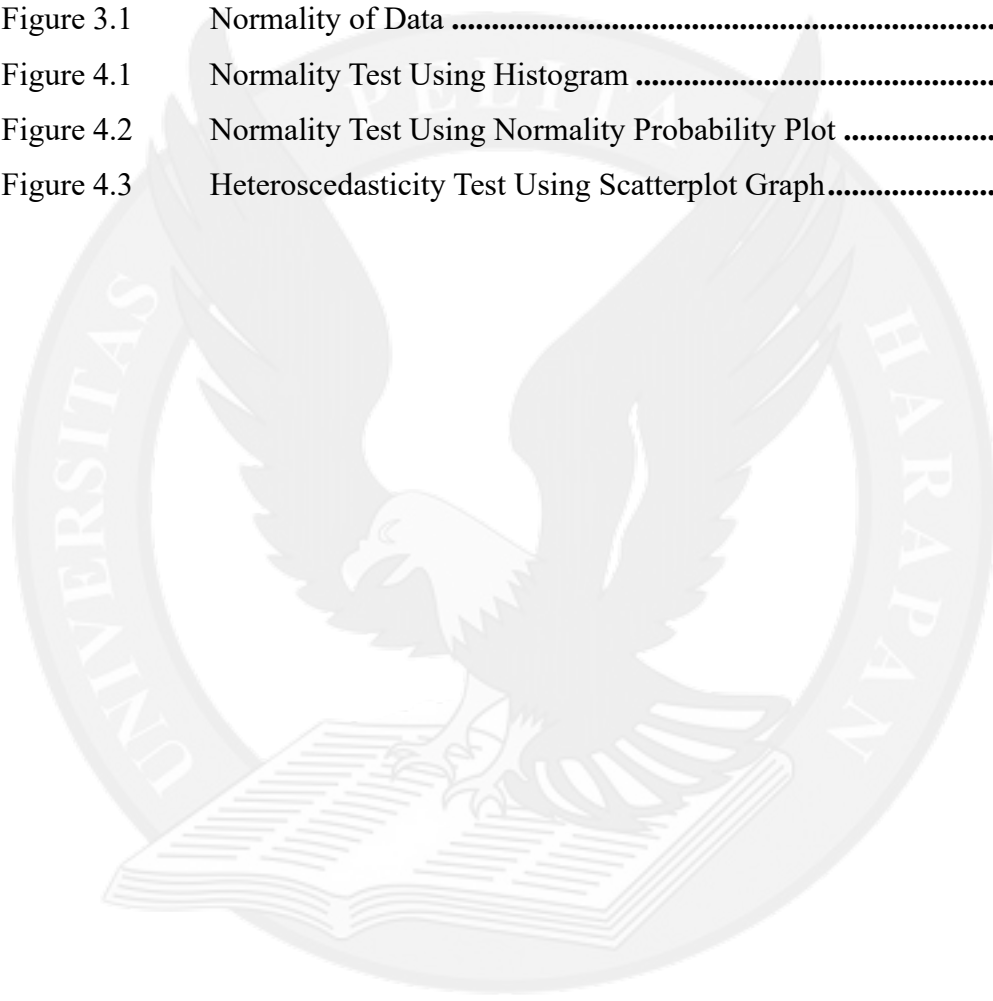 Figure 3.1 Normality of Data ........................................................................
Figure 4.1 Normality Test Using Histogram ................................................
Figure 4.2 Normality Test Using Normality Probability Plot ....................
Figure 4.3 Heteroscedasticity Test Using Scatterplot Graph......................
UNIVERSITAS PELITA HARAPAN